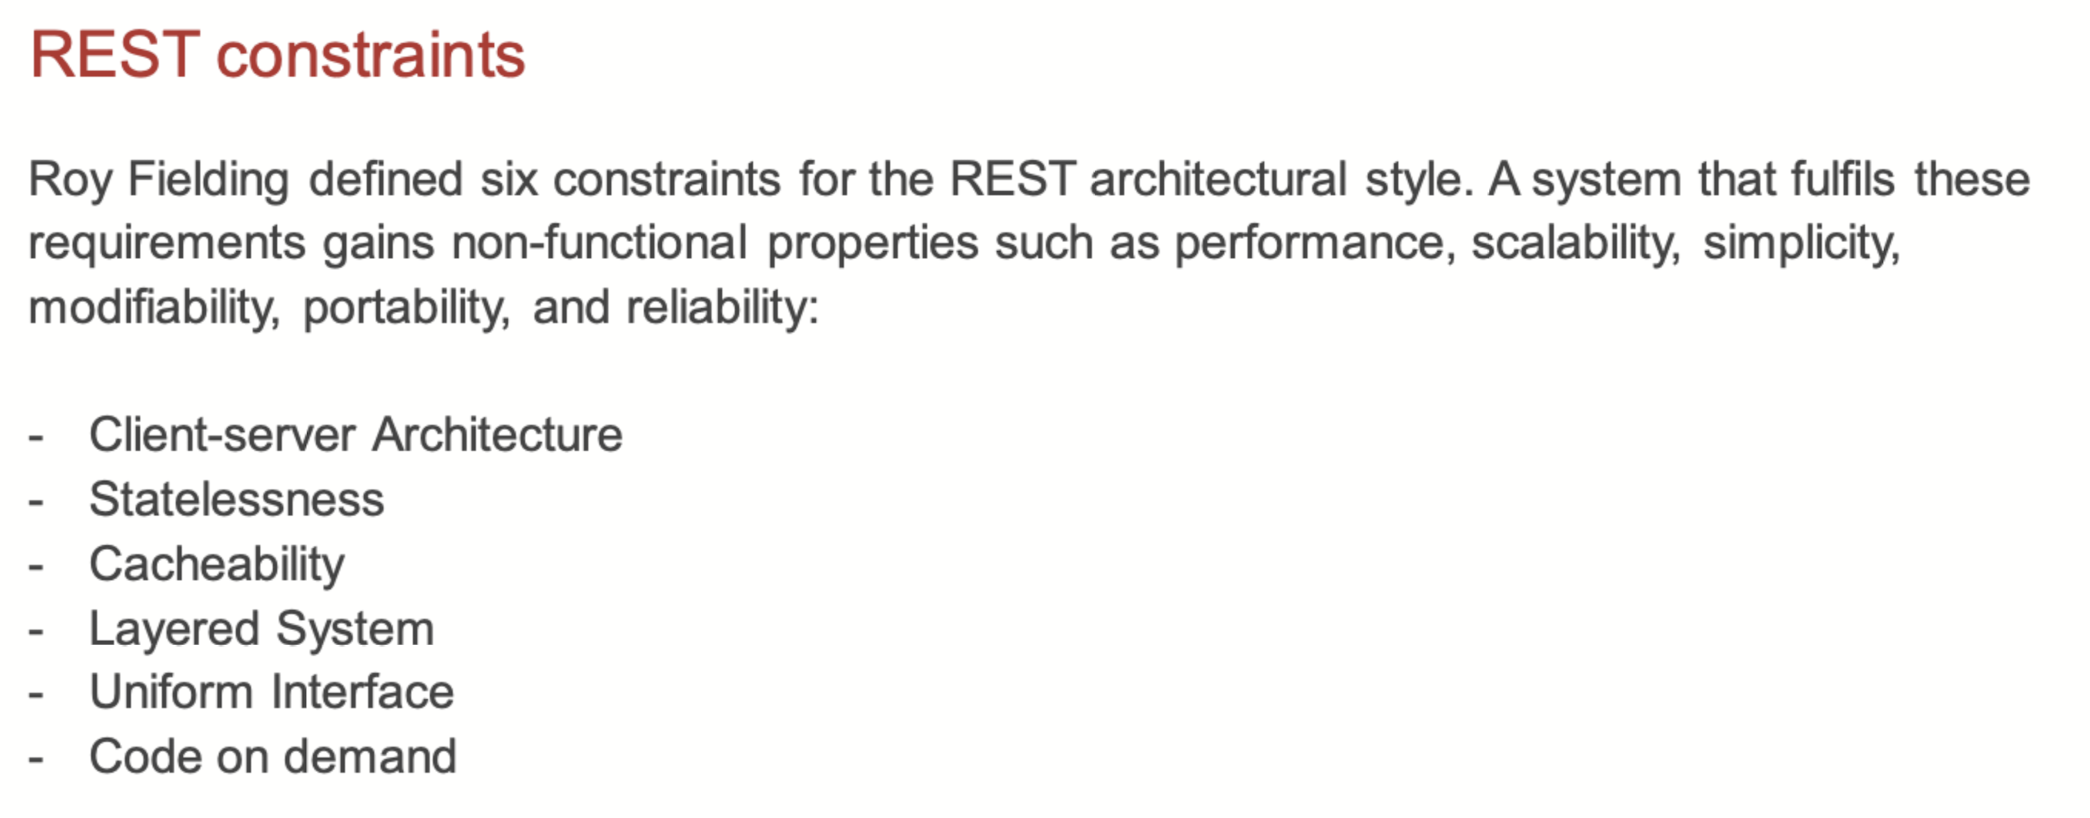 REST constraints
Roy Fielding defined six constraints for the REST architectural style. A system that fulfils these
requirements gains non-functional properties such as performance, scalability, simplicity,
modifiability, portability, and reliability:
- Client-server Architecture
- Statelessness
- Cacheability
- Layered System
- Uniform Interface
- Code on demand